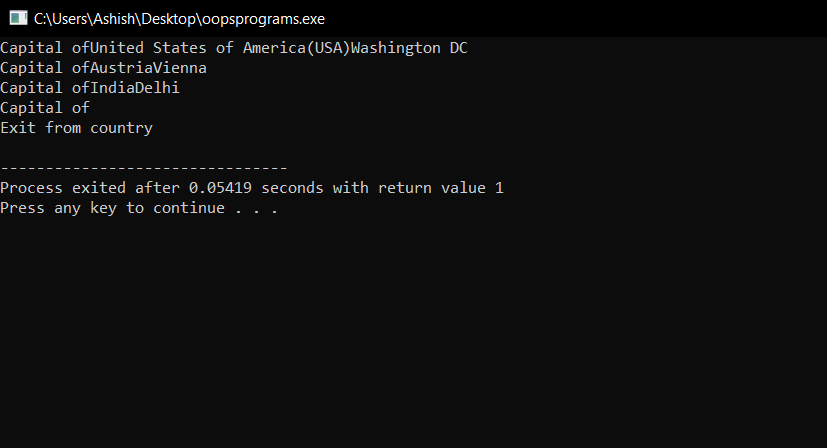 C:\Users\Ashish\Desktop\oopsprograms.exe
Capital ofUnited States of America(USA)Washington DC
Capital ofAustriaVienna
Capital ofIndiaDelhi
Capital of
Exit from country
--------------------------------
Process exited after 0.05419 seconds with return value 1
Press any key to continue . . .